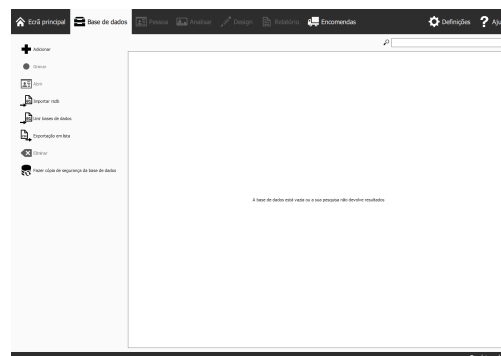 Ecrã principal Base de dados Pessoa Analisar Design Relatório Encomendas Definições ? Aju
Adicionar
Gravar
Abrir
Importar rsdb
Unir bases de dados
Exportação em lista
Eliminar
Fazer cópia de segurança da base de dados
A base de dados está vazia ou a sua pesquisa não devolve resultados